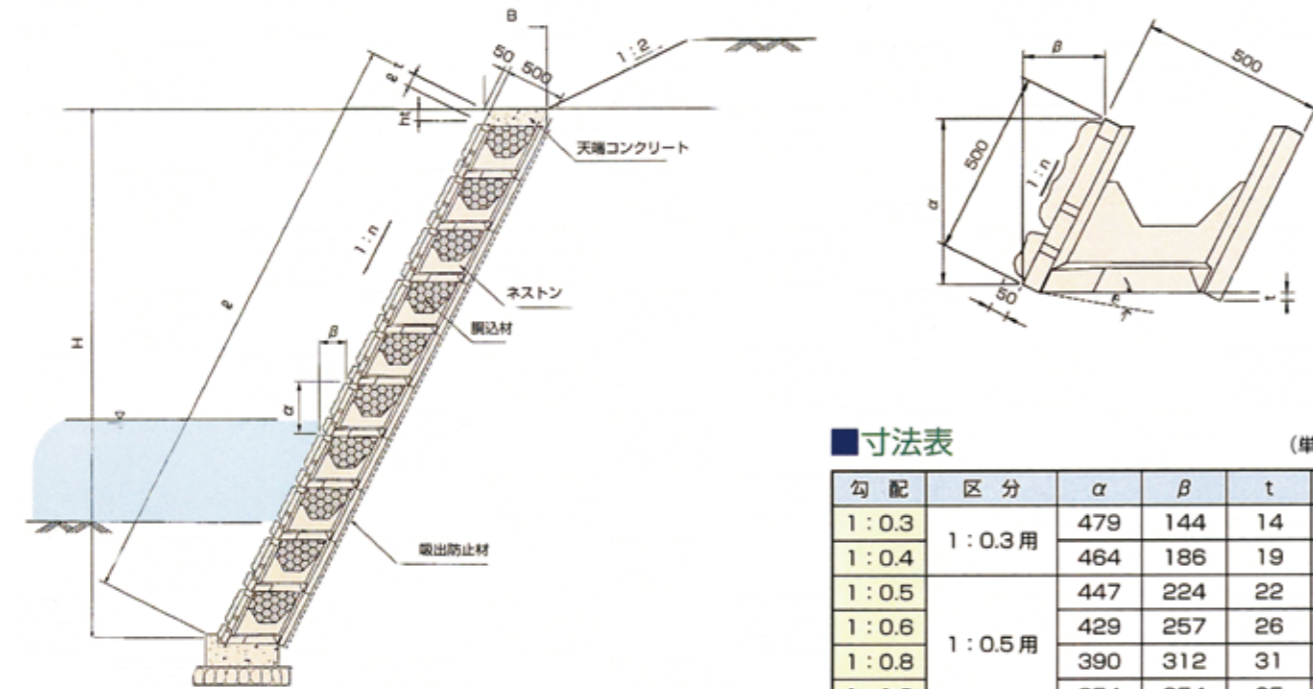 B
50 500
1:2
ℓt
ht
天端コンクリート
1:n
ℓ
ネストン
胴込材
H
β
α
吸出防止材
β
500
500
α
1:n
50
t
■寸法表
(単
勾 配 区 分 α β t
1:0.3 1:0.3用 479 144 14
1:0.4 464 186 19
1:0.5 1:0.5用 447 224 22
1:0.6 429 257 26
1:0.8 390 312 31